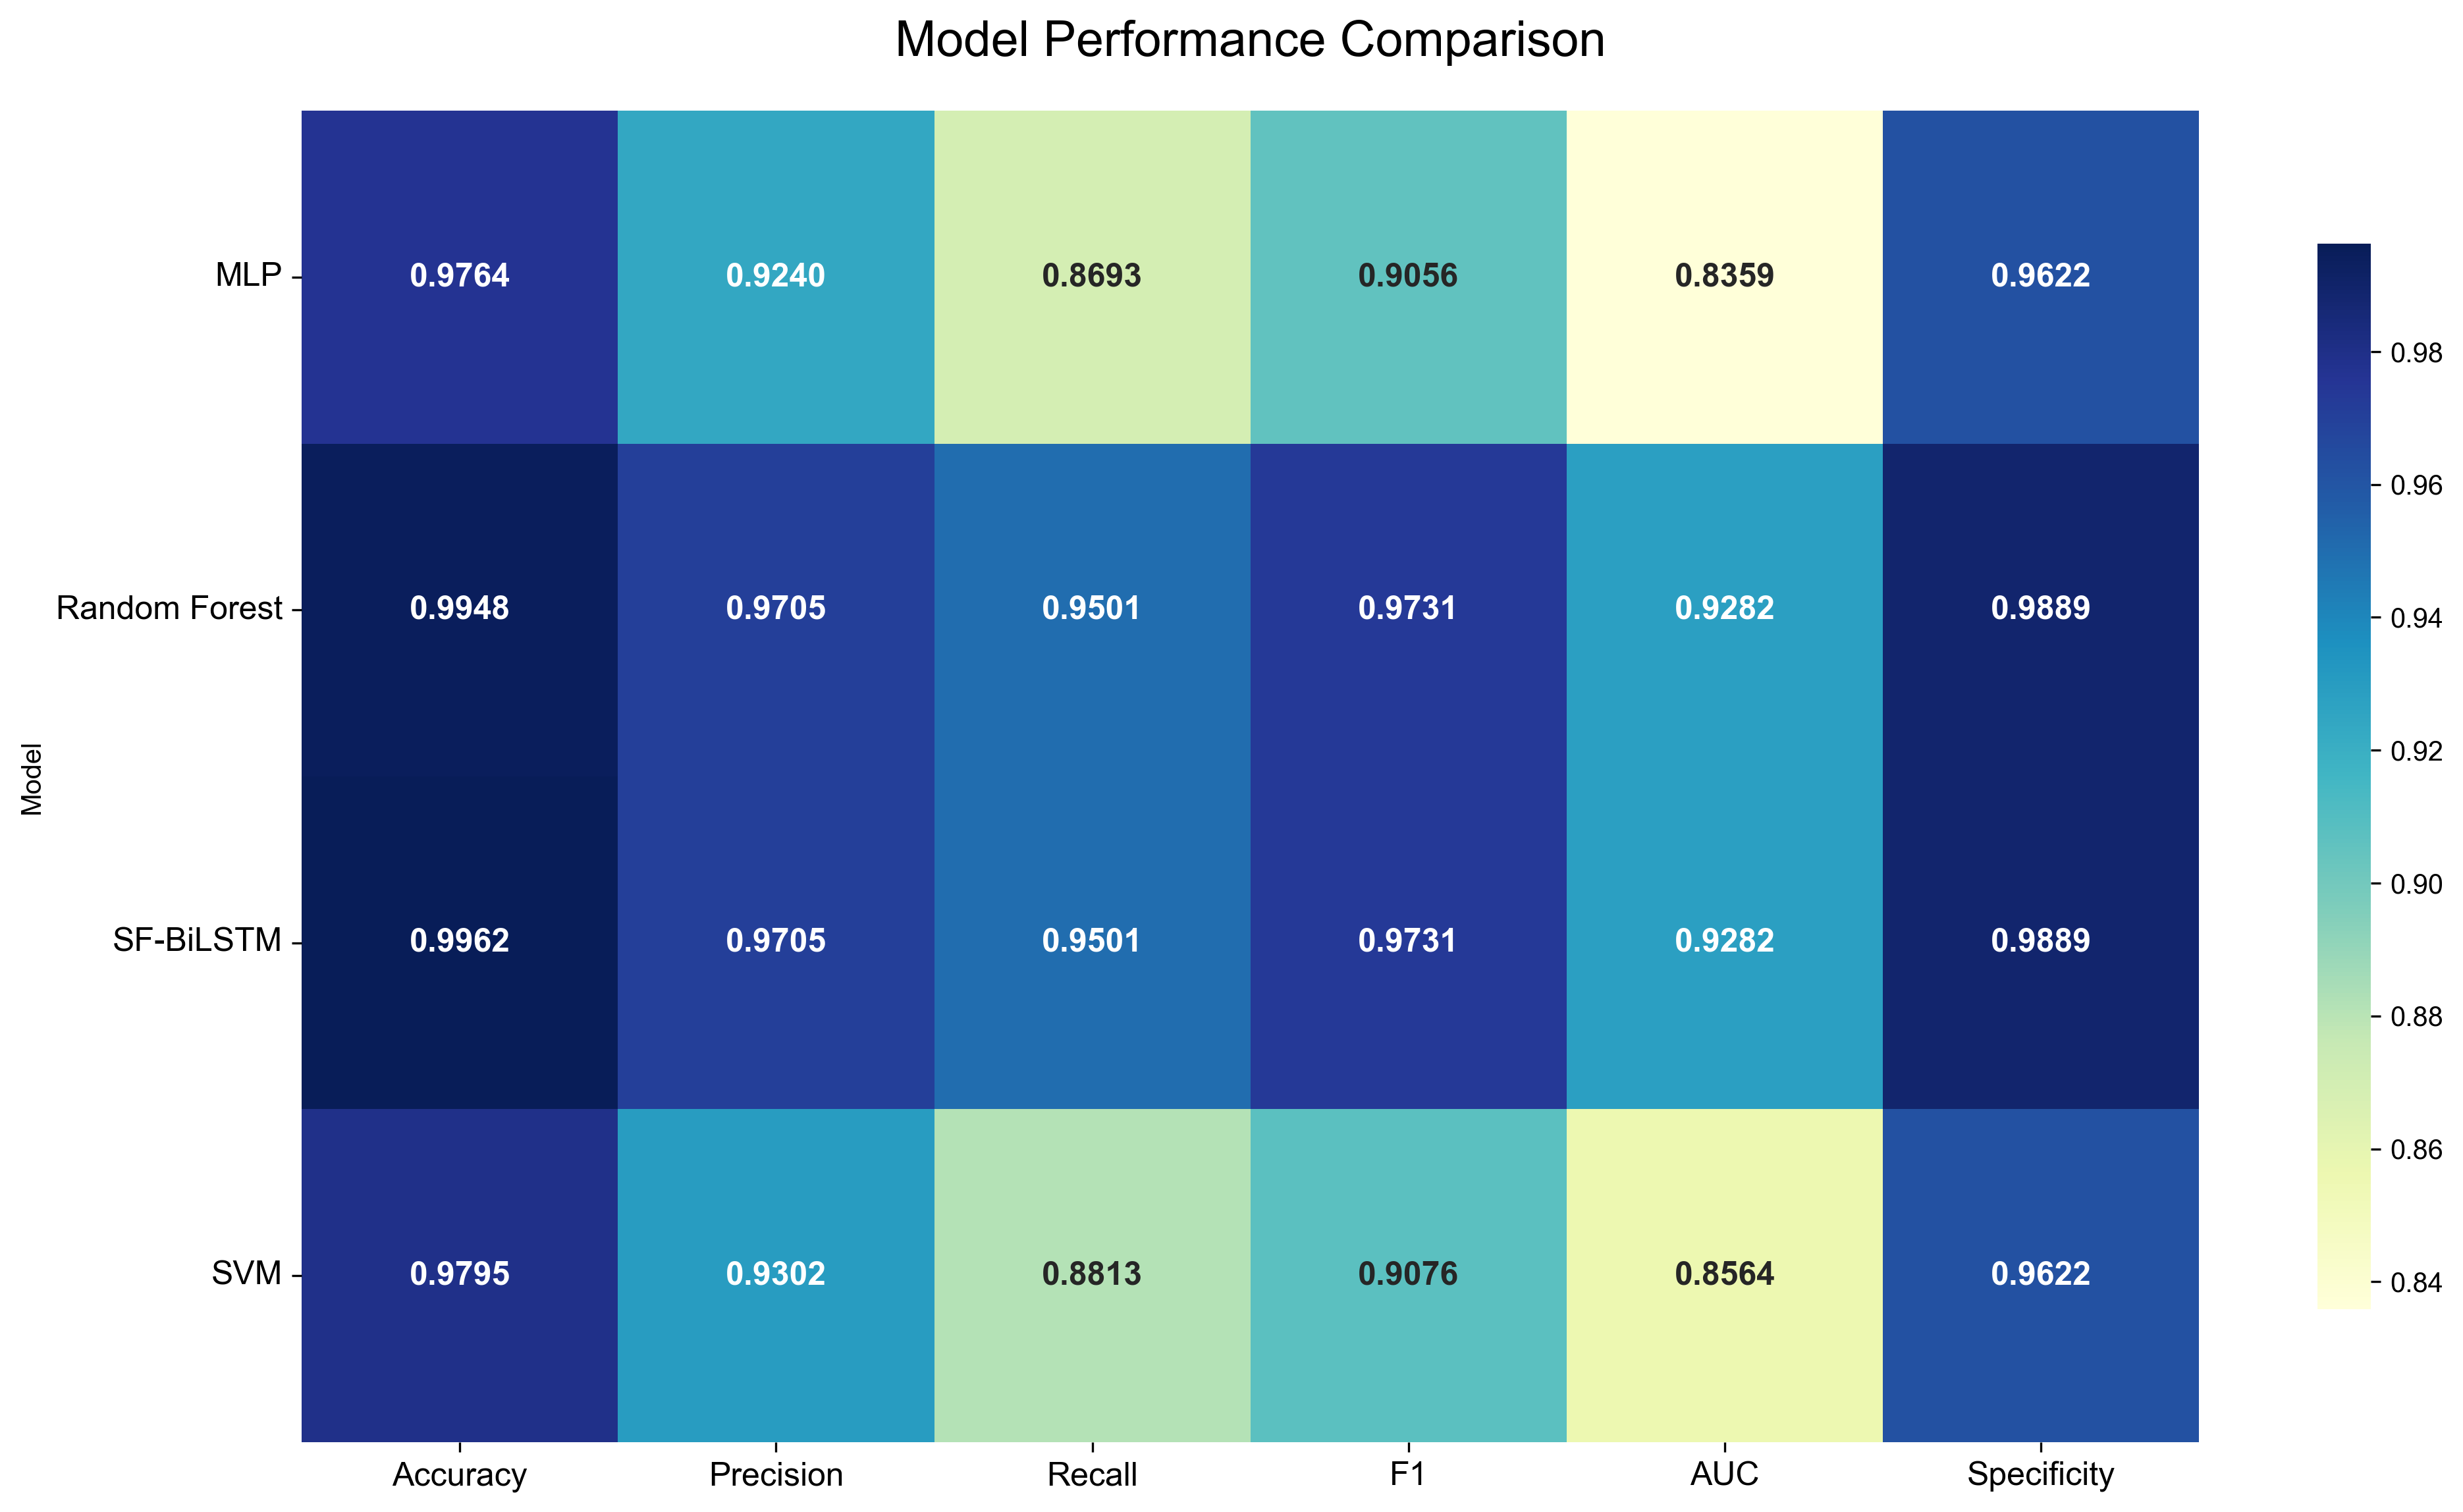 Model Performance Comparison
MLP 0.9764 0.9240 0.8693 0.9056 0.8359 0.9622
Random Forest 0.9948 0.9705 0.9501 0.9731 0.9282 0.9889
SF-BiLSTM 0.9962 0.9705 0.9501 0.9731 0.9282 0.9889
SVM 0.9795 0.9302 0.8813 0.9076 0.8564 0.9622
Accuracy Precision Recall F1 AUC Specificity
Model
0.98
0.96
0.94
0.92
0.90
0.88
0.86
0.84